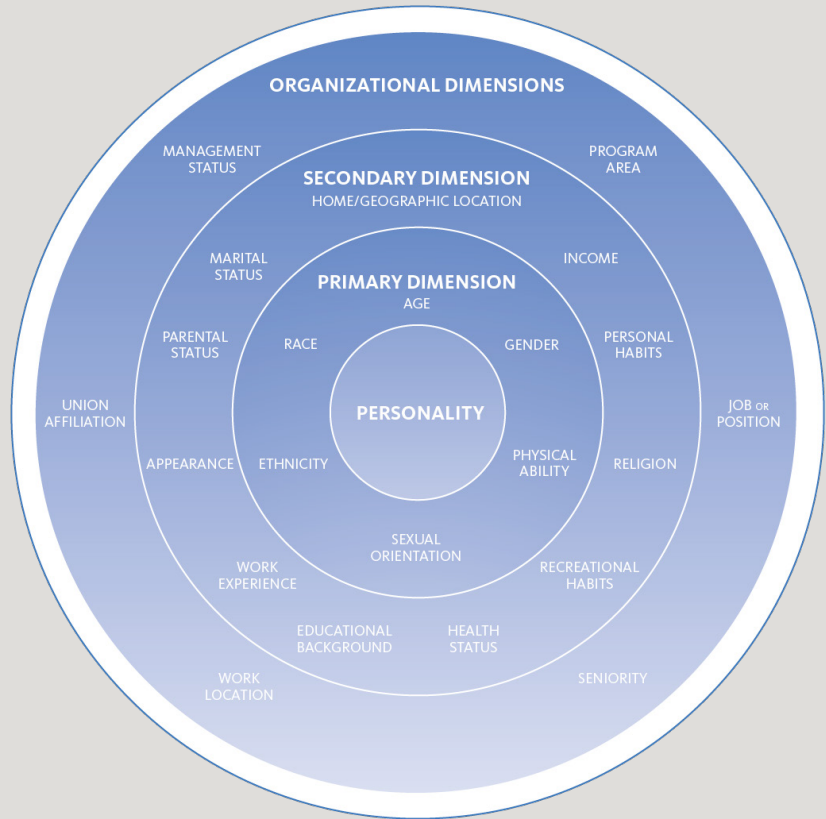 ORGANIZATIONAL DIMENSIONS
MANAGEMENT
STATUS
PROGRAM
AREA
SECONDARY DIMENSION
HOME/GEOGRAPHIC LOCATION
MARITAL
STATUS
INCOME
PRIMARY DIMENSION
AGE
PARENTAL
STATUS
RACE
GENDER
PERSONAL
HABITS
UNION
AFFILIATION
PERSONALITY
JOB OR
POSITION
APPEARANCE
ETHNICITY
PHYSICAL
ABILITY
RELIGION
SEXUAL
ORIENTATION
WORK
EXPERIENCE
RECREATIONAL
HABITS
EDUCATIONAL
BACKGROUND
HEALTH
STATUS
WORK
LOCATION
SENIORITY